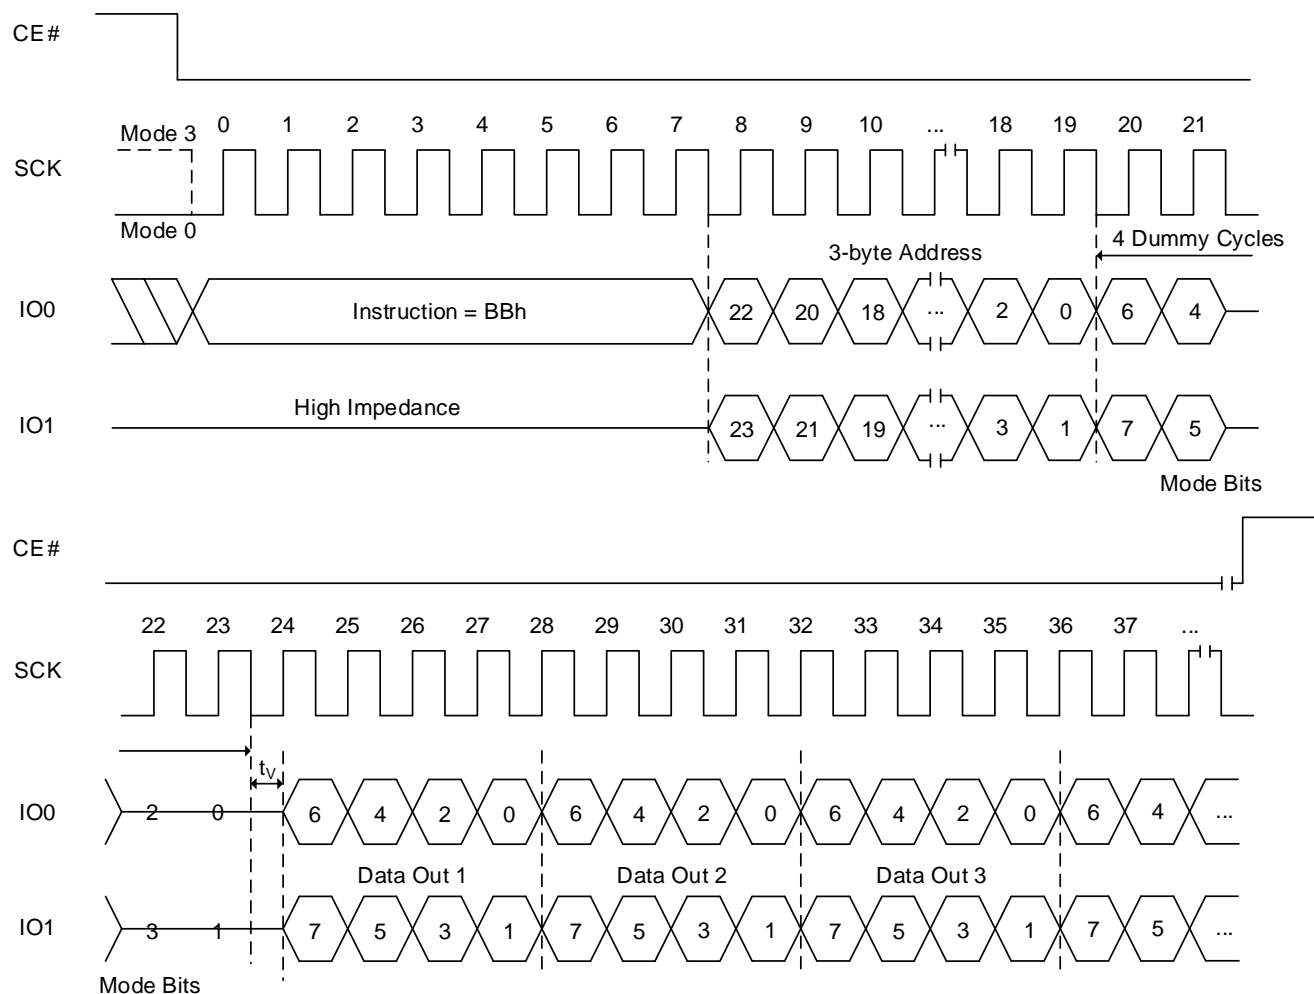 CE#
Mode 3 0 1 2 3 4 5 6 7 8 9 10 ... 18 19 20 21
SCK
Mode 0
3-byte Address 4 Dummy Cycles
IO0 Instruction = BBh 22 20 18 ... 2 0 6 4
High Impedance
IO1 23 21 19 ... 3 1 7 5
Mode Bits
CE#
22 23 24 25 26 27 28 29 30 31 32 33 34 35 36 37 ...
SCK
tV
IO0 2 0 6 4 2 0 6 4 2 0 6 4 2 0 6 4 ...
Data Out 1 Data Out 2 Data Out 3
IO1 3 1 7 5 3 1 7 5 3 1 7 5 3 1 7 5 ...
Mode Bits